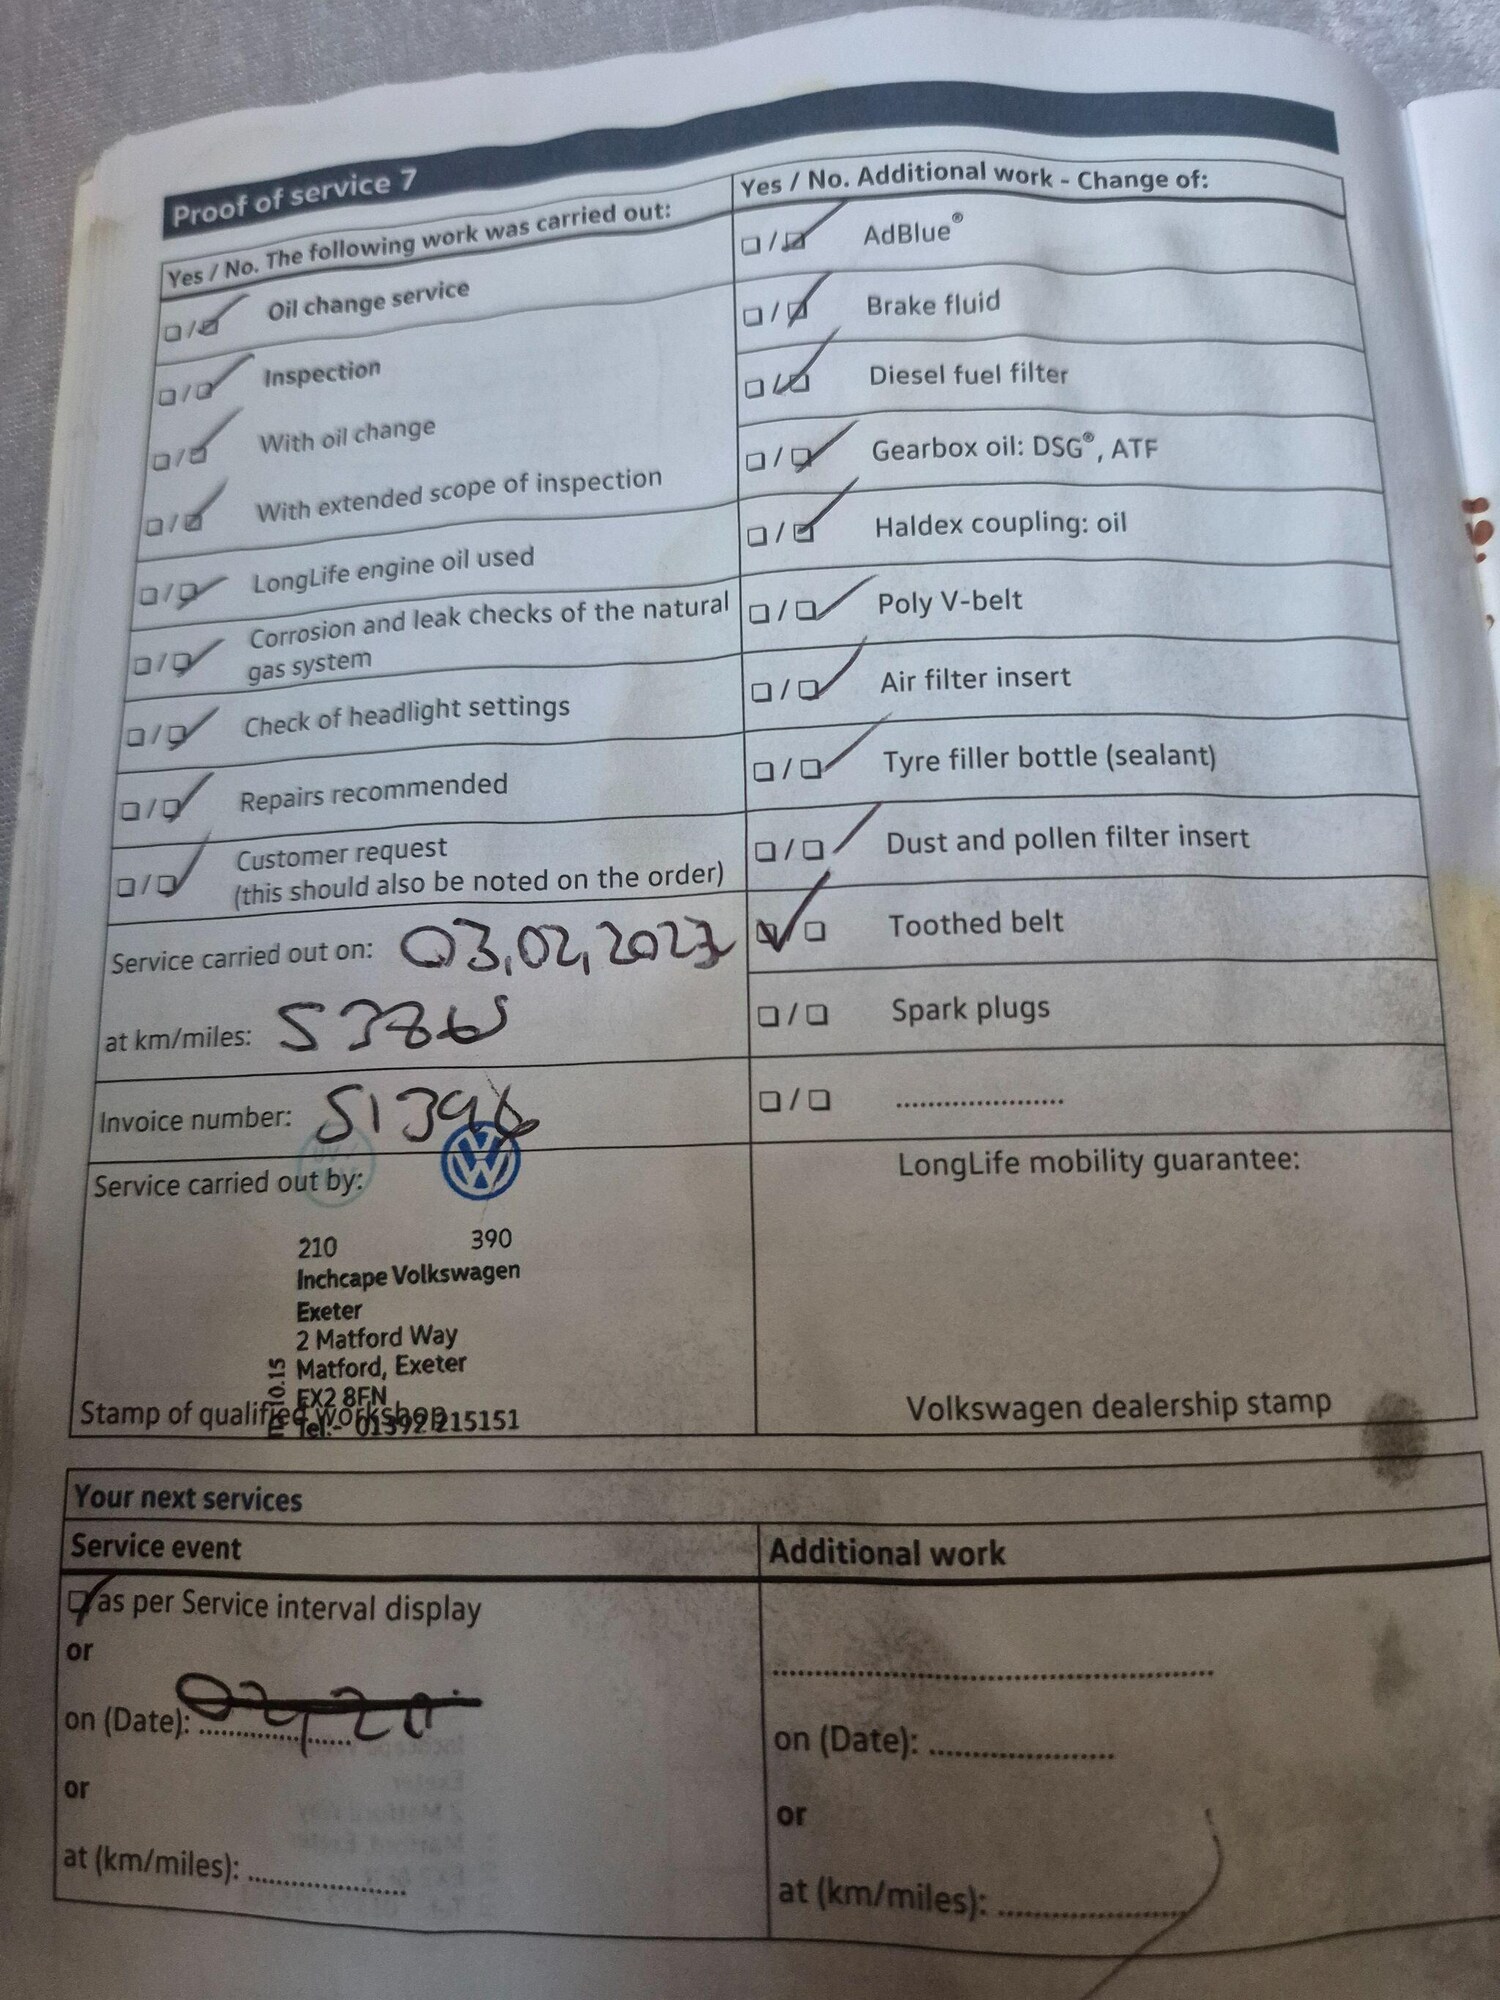 Proof of service 7
Yes / No. The following work was carried out:
Oil change service
Inspection
With oil change
With extended scope of inspection
LongLife engine oil used
Corrosion and leak checks of the natural
gas system
Check of headlight settings
Repairs recommended
Customer request
(this should also be noted on the order)
Service carried out on: 03,02,2023
at km/miles:
Invoice number:
Service carried out by:
210 390
Inchcape Volkswagen
Exeter
2 Matford Way
Matford, Exeter
EX2 8FN
Tel:- 01392 215151
10.15
Stamp of qualified workshop
Yes / No. Additional work - Change of:
AdBlue®
Brake fluid
Diesel fuel filter
Gearbox oil: DSG®, ATF
Haldex coupling: oil
Poly V-belt
Air filter insert
Tyre filler bottle (sealant)
Dust and pollen filter insert
Toothed belt
Spark plugs
LongLife mobility guarantee:
Volkswagen dealership stamp
Your next services
Service event
as per Service interval display
or
on (Date):
or
at (km/miles):
Additional work
on (Date):
or
at (km/miles):